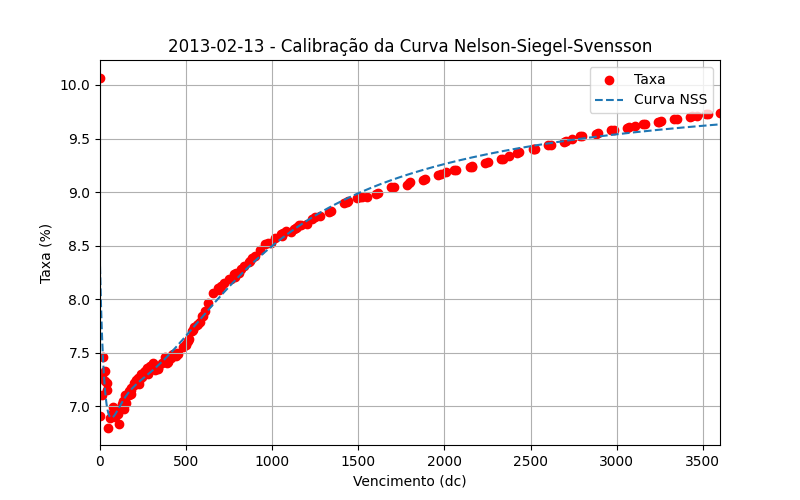 2013-02-13 - Calibração da Curva Nelson-Siegel-Svensson
Taxa
Curva NSS
10.0
9.5
9.0
8.5
8.0
7.5
7.0
Taxa (%)
0 500 1000 1500 2000 2500 3000 3500
Vencimento (dc)